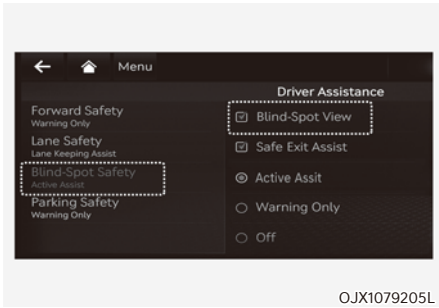 Menu
Driver Assistance
Forward Safety
Warning Only
Lane Safety
Lane Keeping Assist
Blind-Spot Safety
Active Assist
Parking Safety
Warning Only
Blind-Spot View
Safe Exit Assist
Active Assit
Warning Only
Off
OJX1079205L